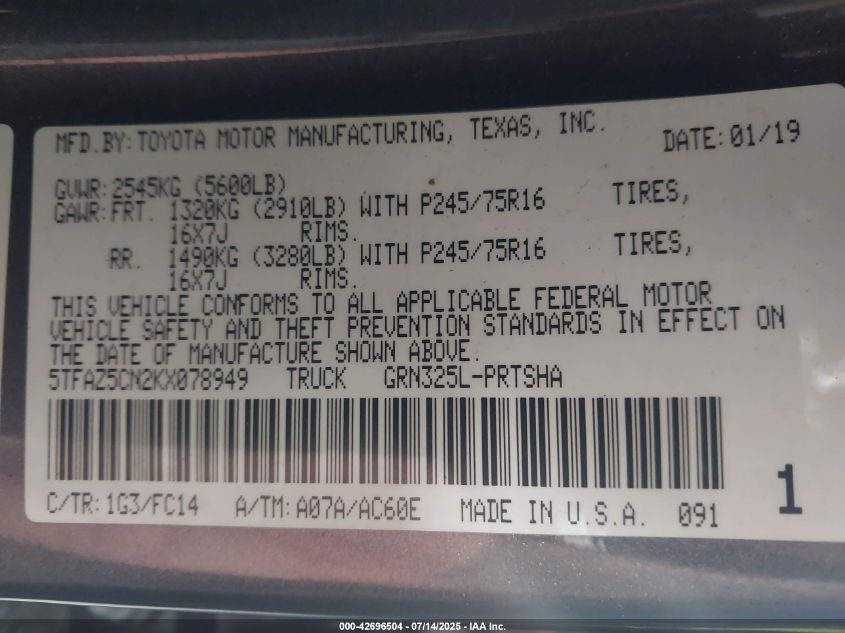 MFD.BY: TOYOTA MOTOR MANUFACTURING, TEXAS, INC. DATE: 01/19
GVWR: 2545KG (5600LB)
GAWR: FRT. 1320KG (2910LB) WITH P245/75R16 TIRES,
16X7J RIMS.
RR. 1490KG (3280LB) WITH P245/75R16 TIRES,
16X7J RIMS.
THIS VEHICLE CONFORMS TO ALL APPLICABLE FEDERAL MOTOR
VEHICLE SAFETY AND THEFT PREVENTION STANDARDS IN EFFECT ON
THE DATE OF MANUFACTURE SHOWN ABOVE.
5TFAZ5CN2KX078949 TRUCK GRN325L-PRTSHA
1
C/TR: 1G3/FC14 A/TM: A07A/AC60E MADE IN U.S.A. 091
000-42696504 - 07/14/2025 - IAA Inc.